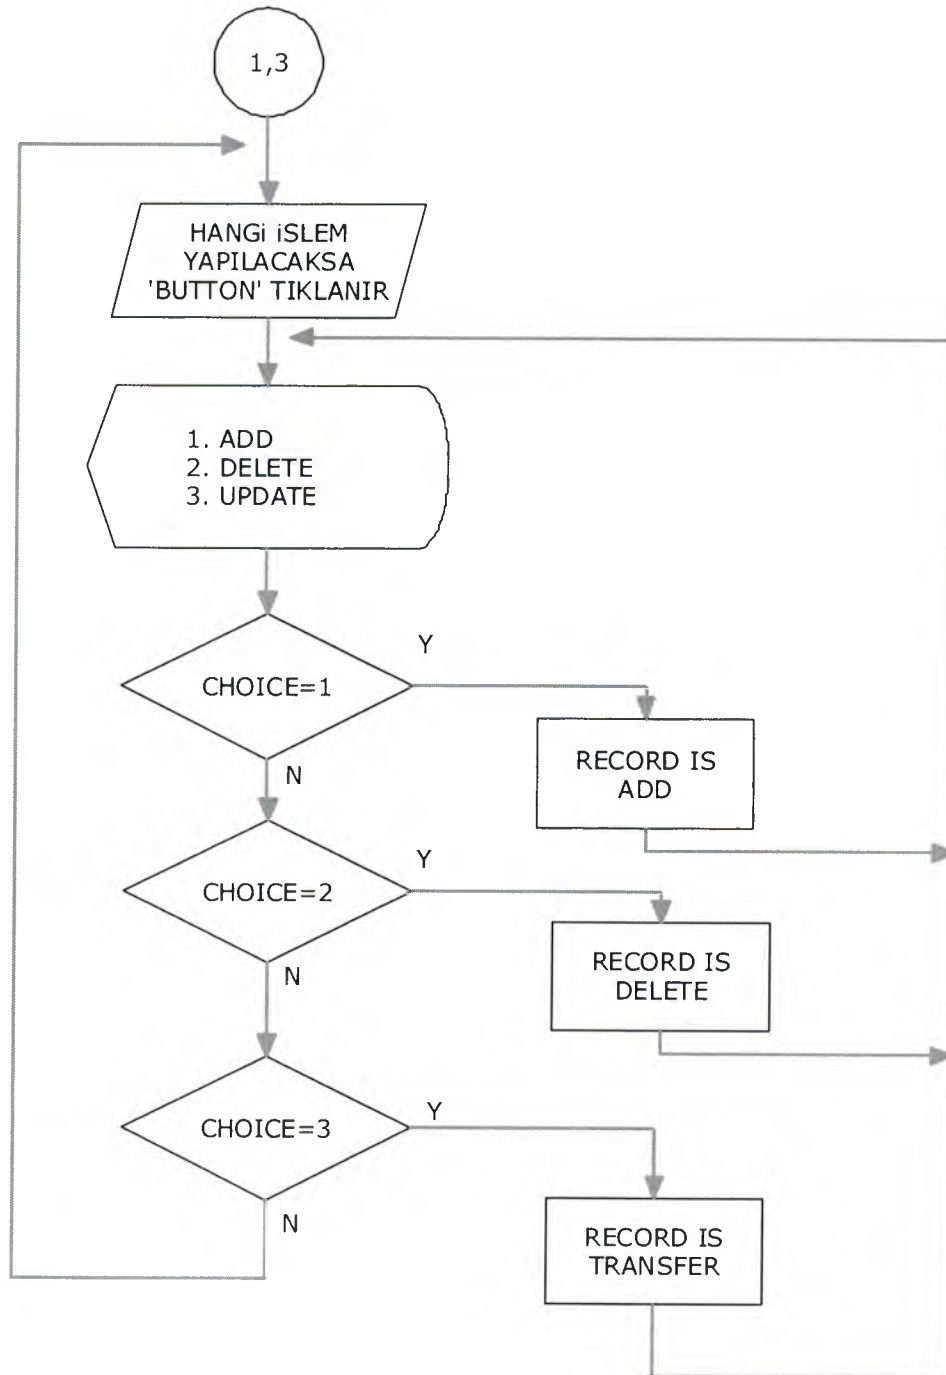 1,3
HANGi iSLEM
YAPILACAKSA
'BUTTON' TIKLANIR
1. ADD
2. DELETE
3. UPDATE
CHOICE=1
Y
N
RECORD IS
ADD
CHOICE=2
Y
N
RECORD IS
DELETE
CHOICE=3
Y
N
RECORD IS
TRANSFER